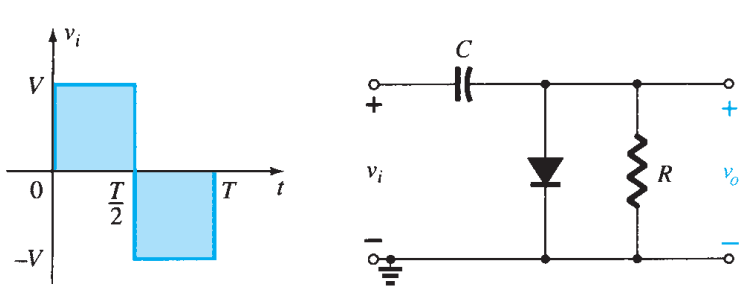 v_i
V
0
T/2
T
t
–V
C
+
–
v_i
R
+
v_o
–